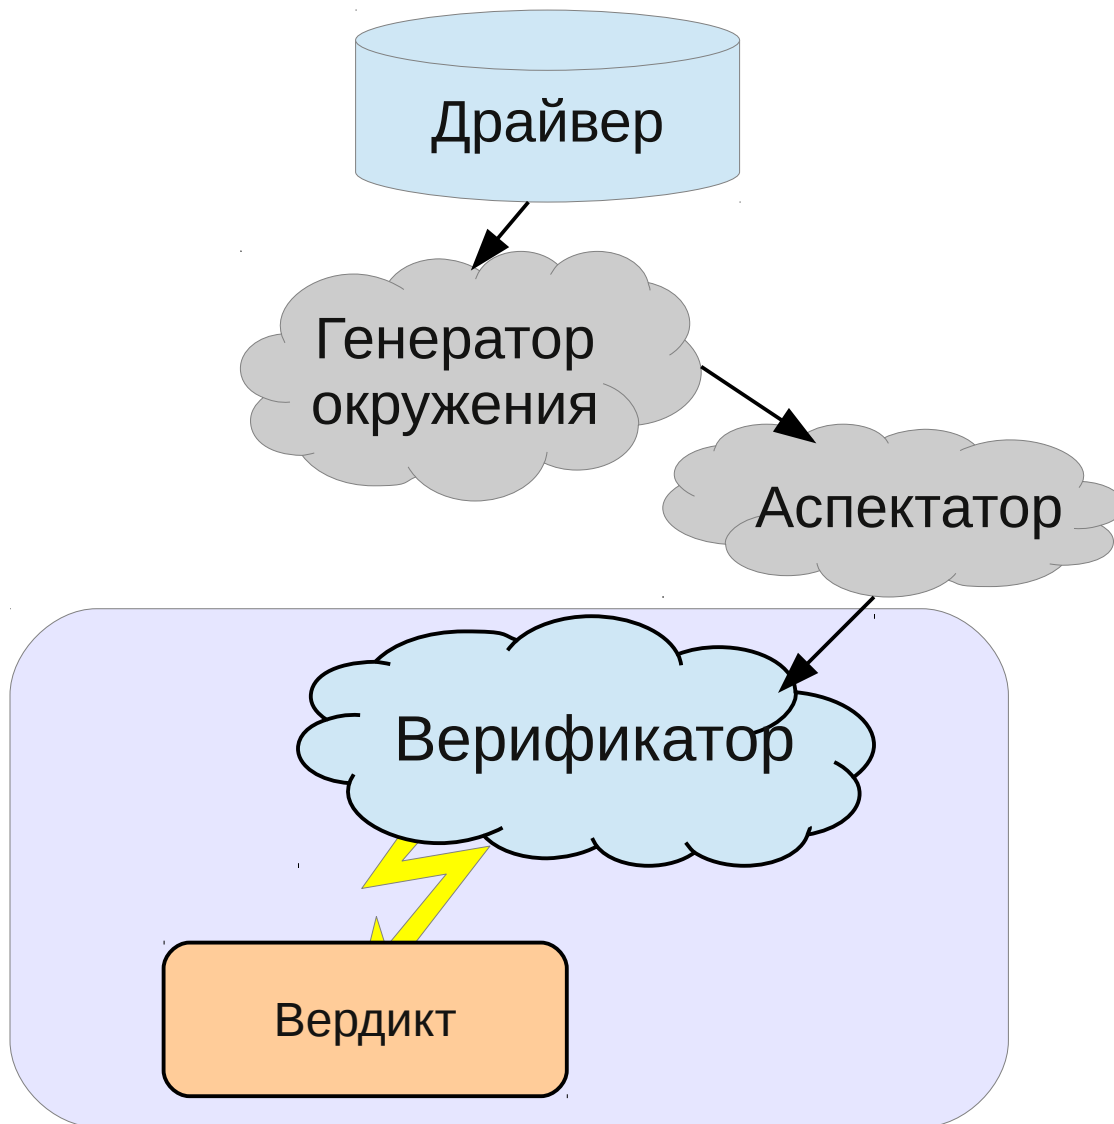 Драйвер
Генератор
окружения
Аспектатор
Верификатор
Вердикт